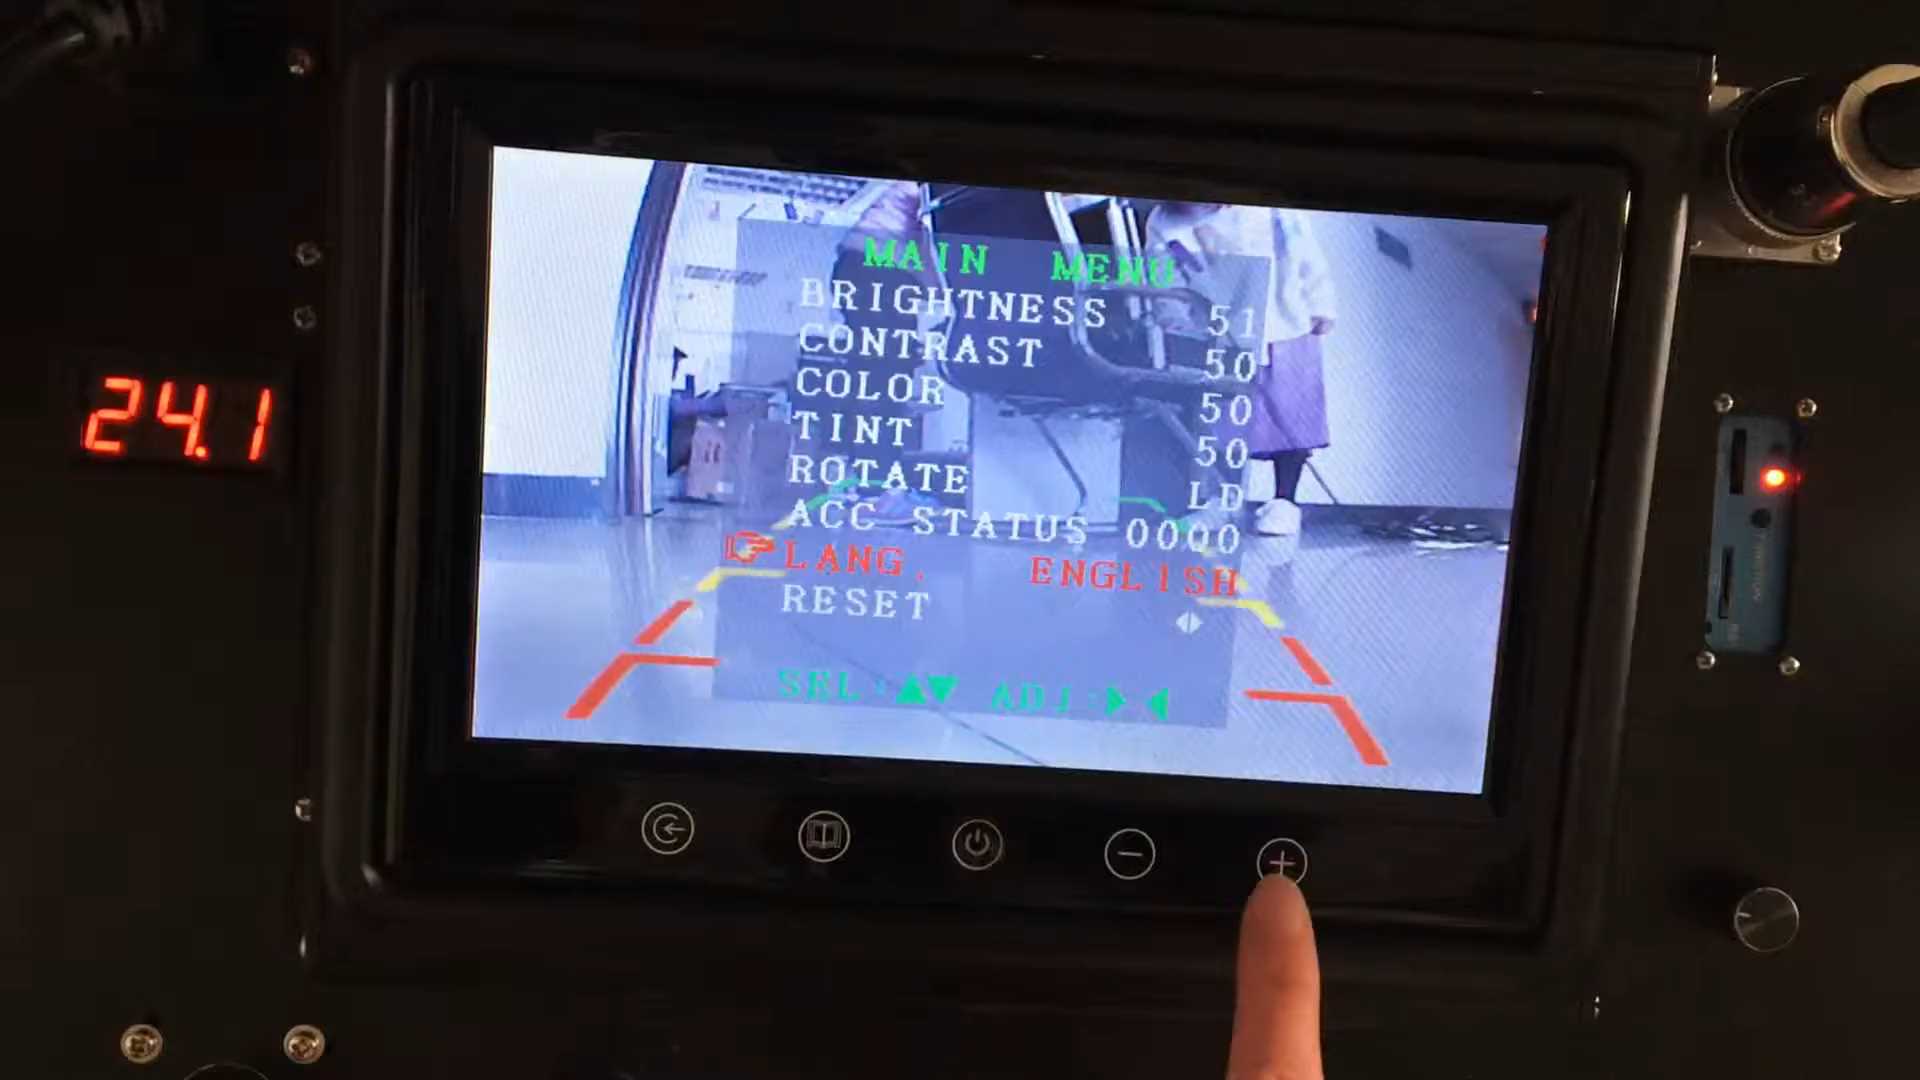 MAIN MENU
BRIGHTNESS 51
CONTRAST 50
COLOR 50
TINT 50
ROTATE LD
ACC STATUS 0000
LANG. ENGLISH
RESET
SEL:▲▼ ADJ:▶◀
24.1